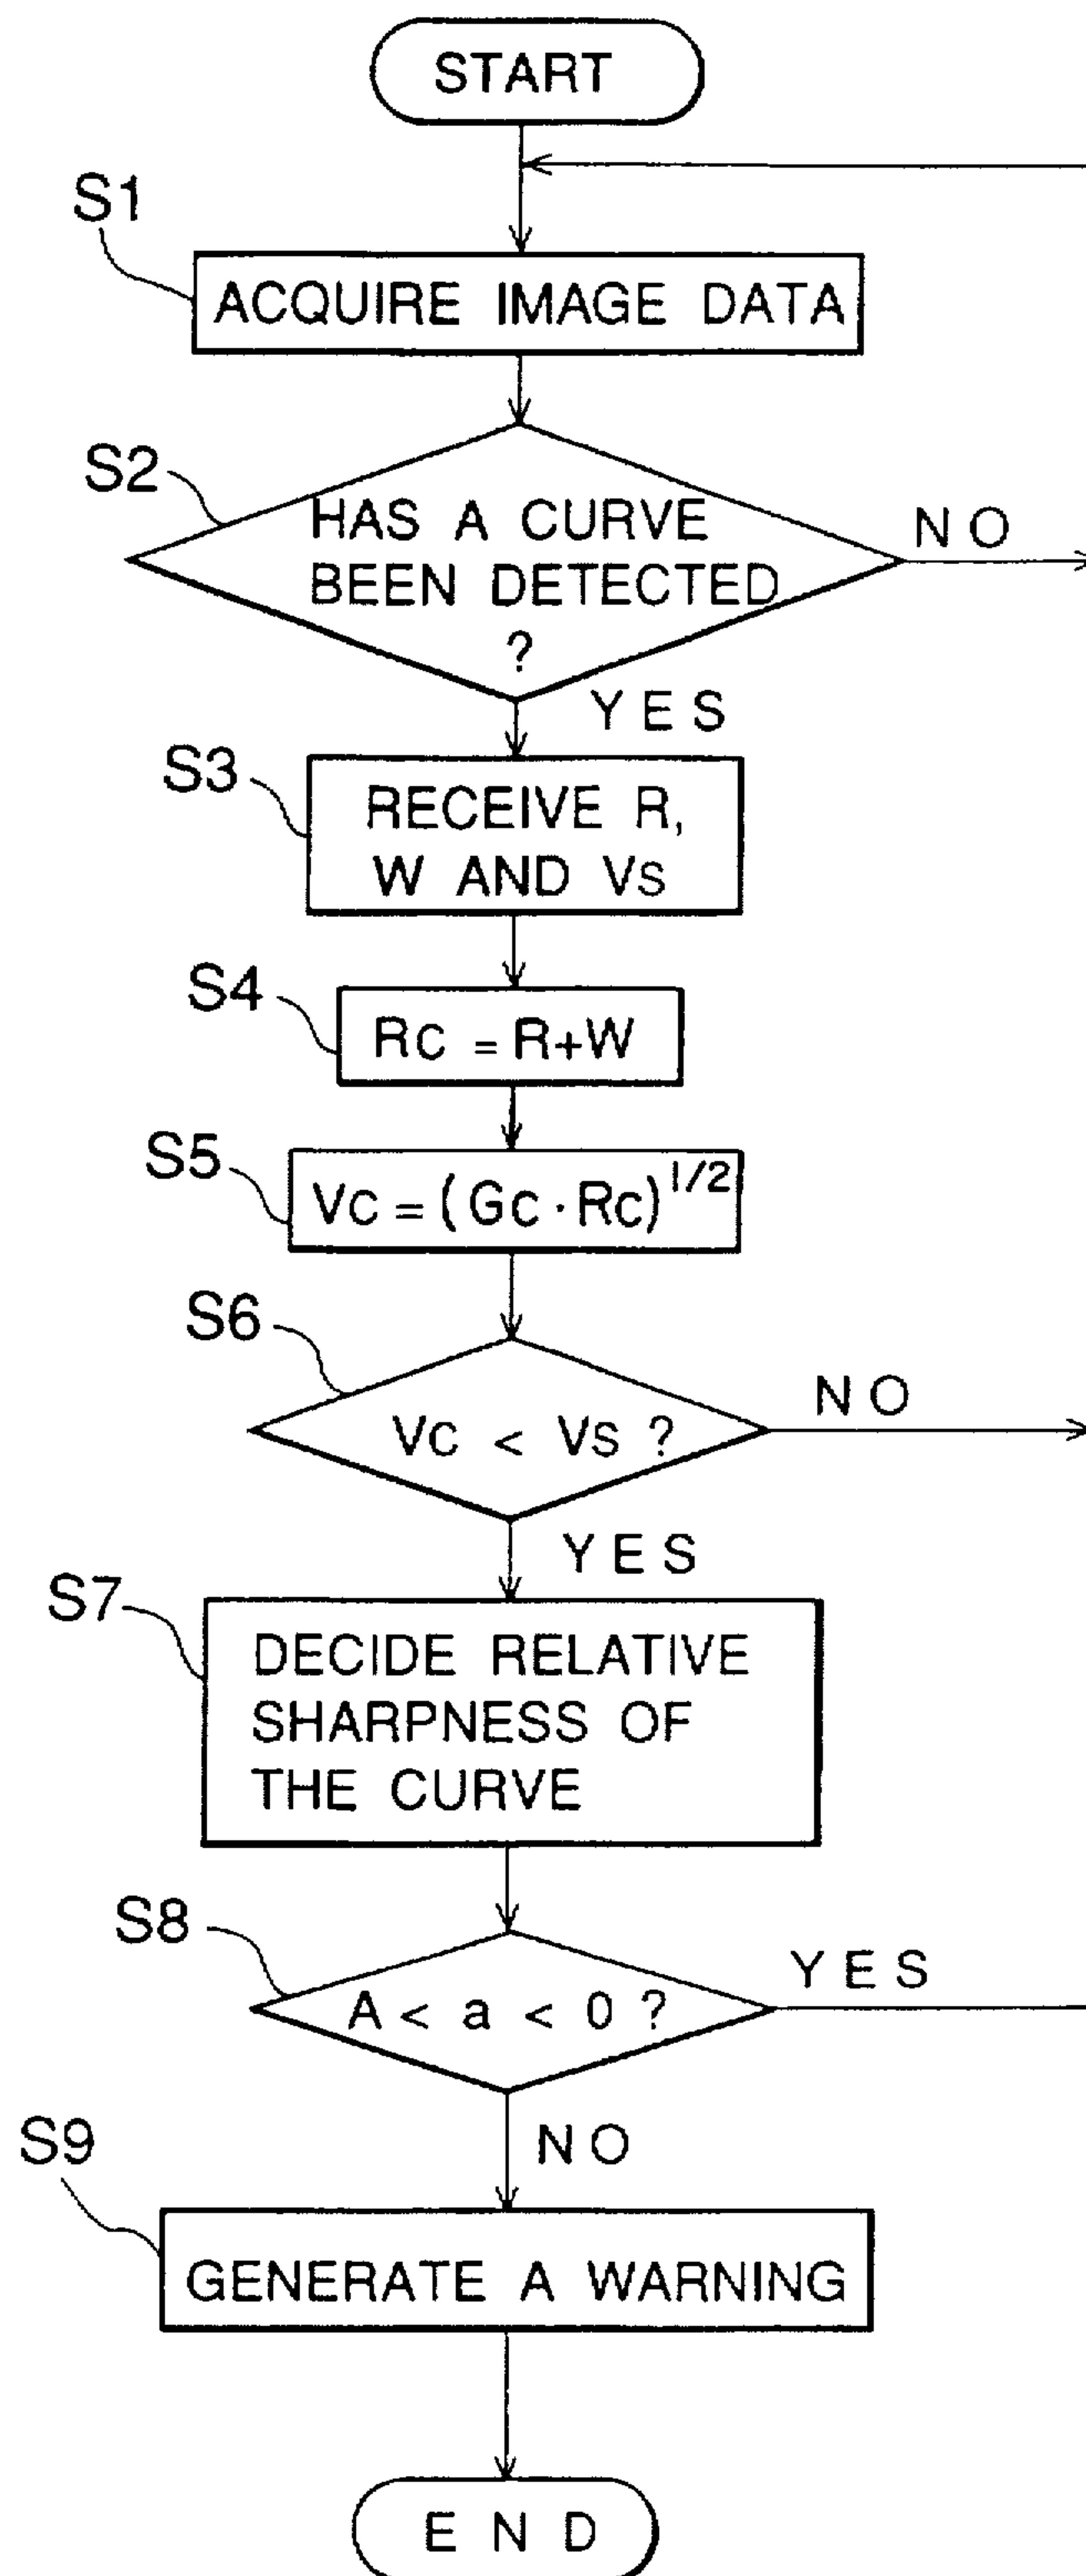 START
S1
ACQUIRE IMAGE DATA
S2
HAS A CURVE
BEEN DETECTED
?
NO
YES
S3
RECEIVE R,
W AND Vs
S4
Rc = R+W
S5
Vc = (Gc · Rc)^1/2
S6
Vc < Vs ?
NO
YES
S7
DECIDE RELATIVE
SHARPNESS OF
THE CURVE
S8
A < a < 0 ?
YES
NO
S9
GENERATE A WARNING
END